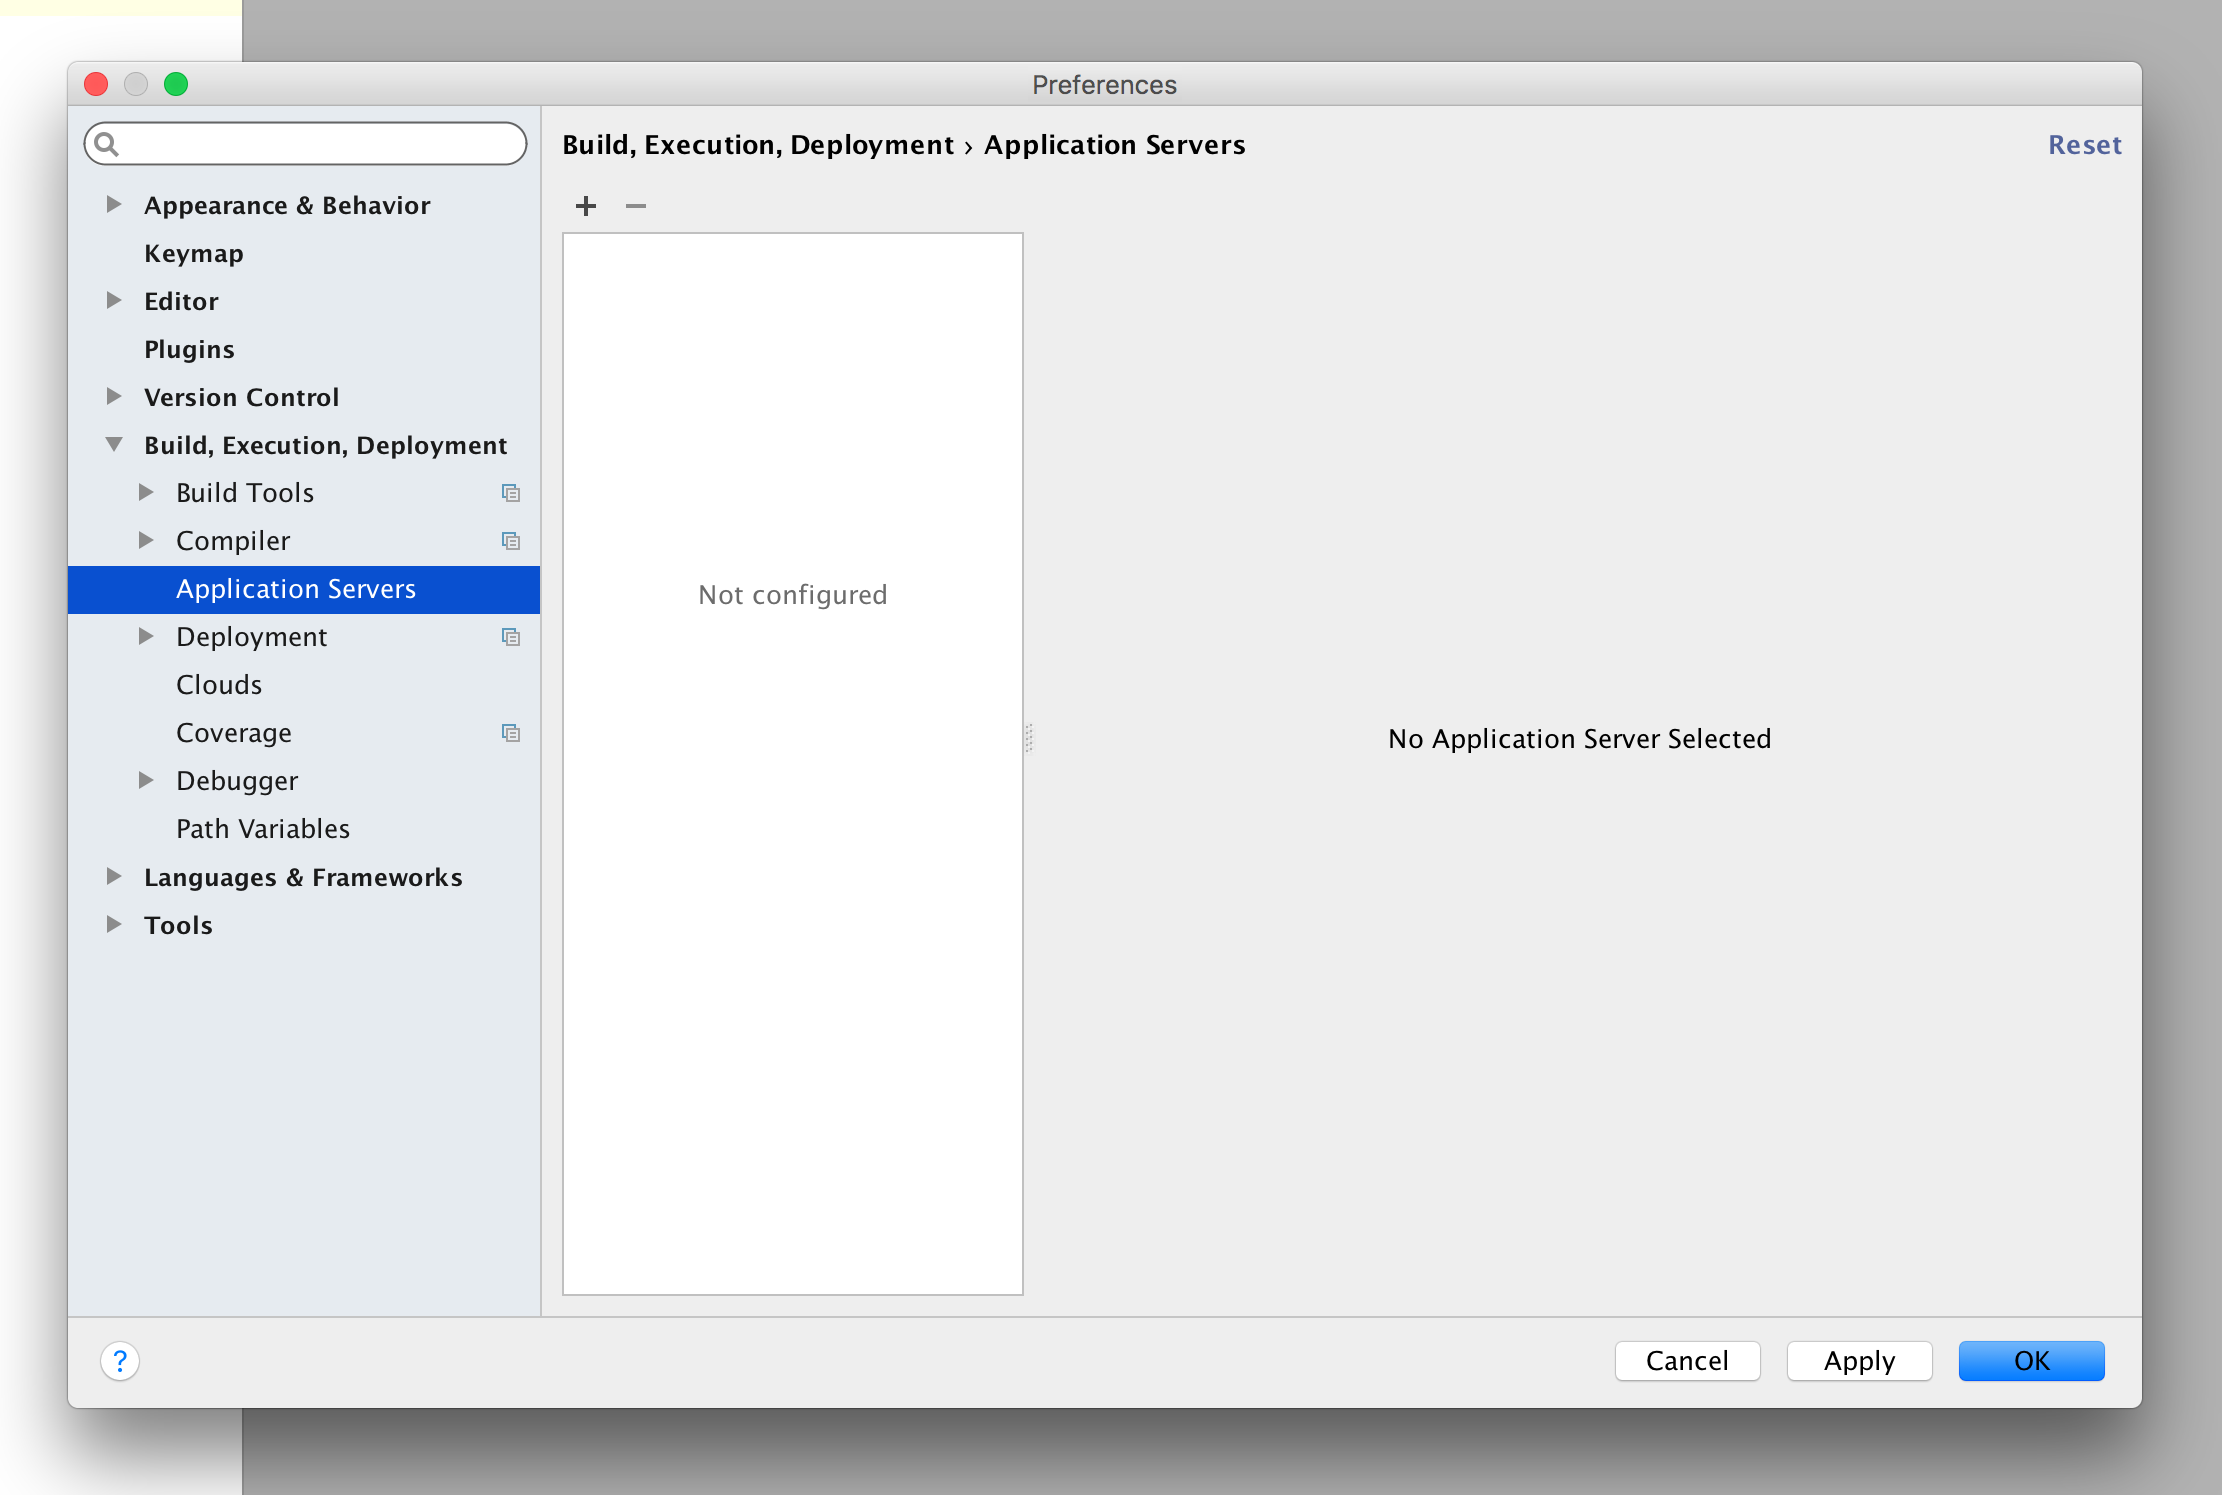 Preferences
Build, Execution, Deployment › Application Servers
Reset
Appearance & Behavior
Keymap
Editor
Plugins
Version Control
Build, Execution, Deployment
Build Tools
Compiler
Application Servers
Deployment
Clouds
Coverage
Debugger
Path Variables
Languages & Frameworks
Tools
Not configured
No Application Server Selected
?
Cancel
Apply
OK